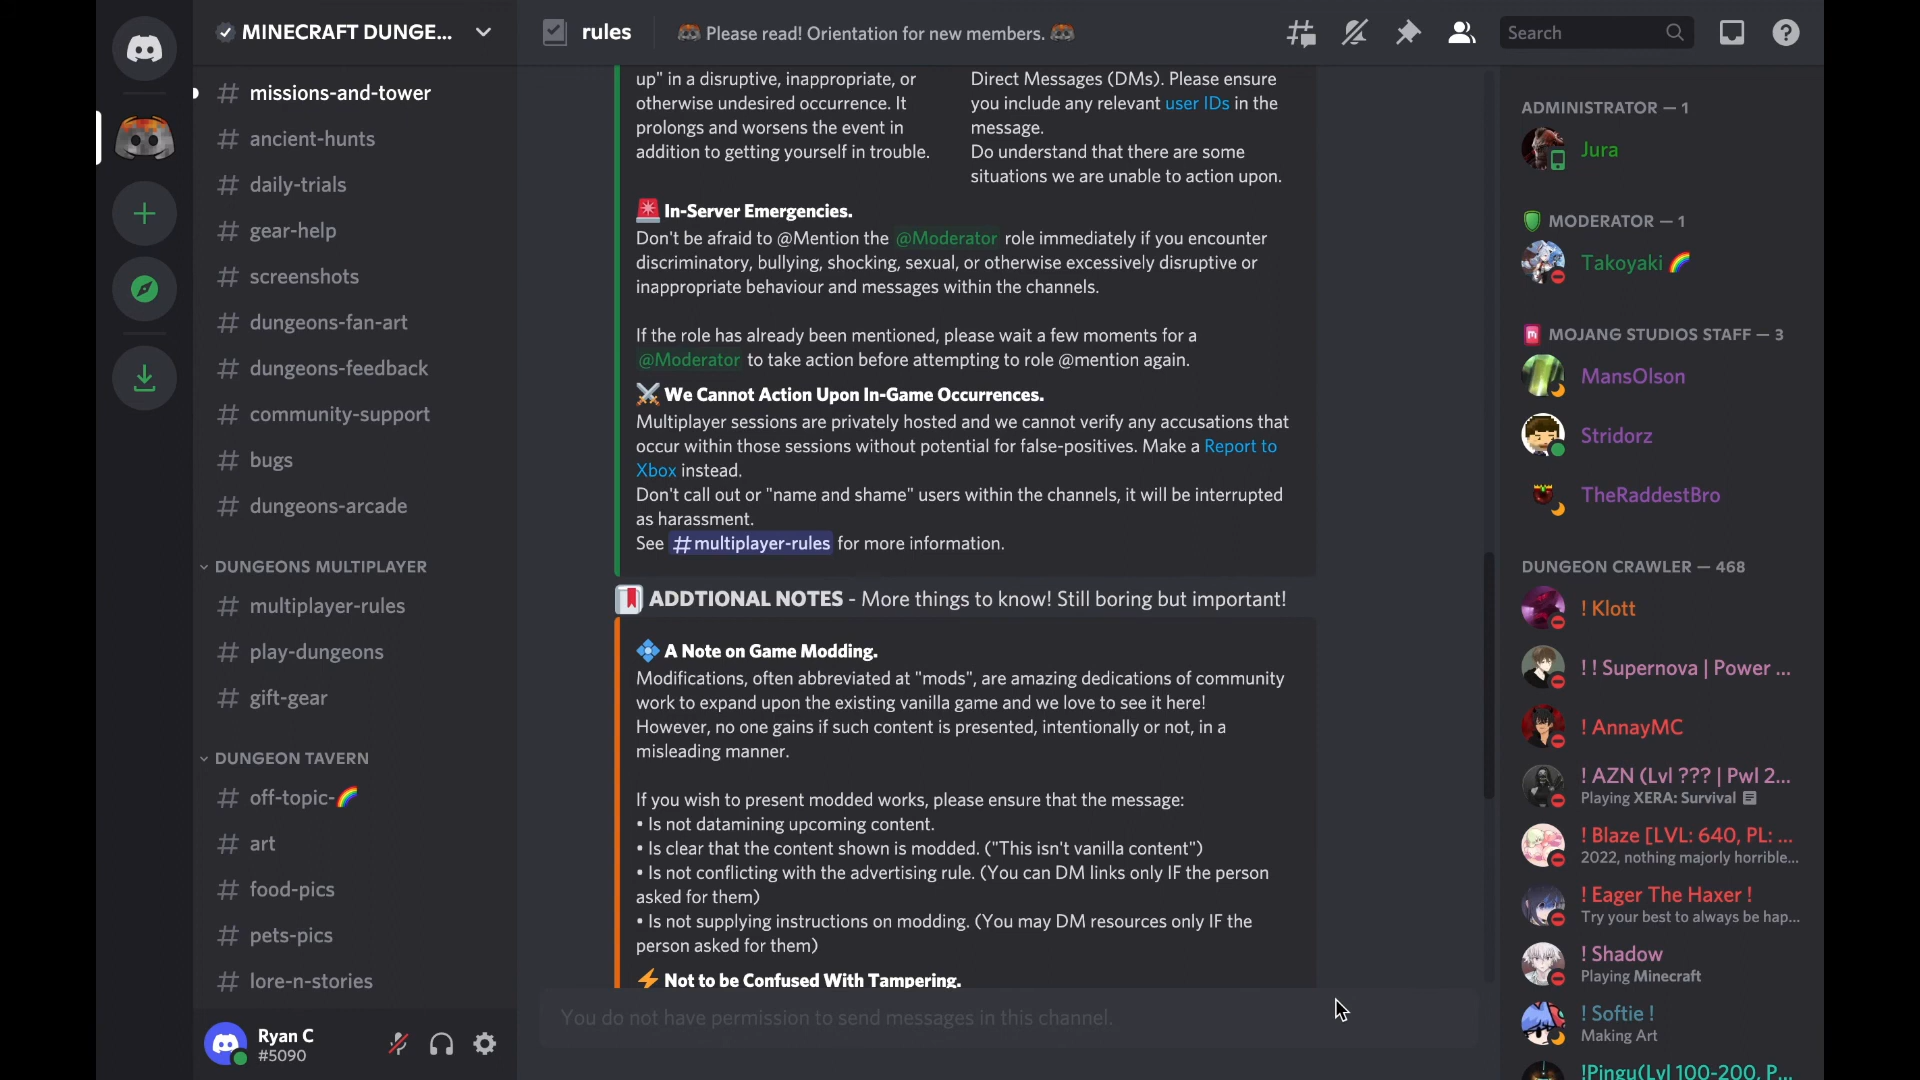 MINECRAFT DUNGE...
missions-and-tower
ancient-hunts
daily-trials
gear-help
screenshots
dungeons-fan-art
dungeons-feedback
community-support
bugs
dungeons-arcade
DUNGEONS MULTIPLAYER
multiplayer-rules
play-dungeons
gift-gear
DUNGEON TAVERN
off-topic-🌈
art
food-pics
pets-pics
lore-n-stories
Ryan C
#5090
rules
Please read! Orientation for new members.
Search
up" in a disruptive, inappropriate, or
otherwise undesired occurrence. It
prolongs and worsens the event in
addition to getting yourself in trouble.
Direct Messages (DMs). Please ensure
you include any relevant user IDs in the
message.
Do understand that there are some
situations we are unable to action upon.
🚨 In-Server Emergencies.
Don't be afraid to @Mention the @Moderator role immediately if you encounter
discriminatory, bullying, shocking, sexual, or otherwise excessively disruptive or
inappropriate behaviour and messages within the channels.
If the role has already been mentioned, please wait a few moments for a
@Moderator to take action before attempting to role @mention again.
⚔️ We Cannot Action Upon In-Game Occurrences.
Multiplayer sessions are privately hosted and we cannot verify any accusations that
occur within those sessions without potential for false-positives. Make a Report to
Xbox instead.
Don't call out or "name and shame" users within the channels, it will be interrupted
as harassment.
See #multiplayer-rules for more information.
ADDTIONAL NOTES - More things to know! Still boring but important!
💠 A Note on Game Modding.
Modifications, often abbreviated at "mods", are amazing dedications of community
work to expand upon the existing vanilla game and we love to see it here!
However, no one gains if such content is presented, intentionally or not, in a
misleading manner.
If you wish to present modded works, please ensure that the message:
• Is not datamining upcoming content.
• Is clear that the content shown is modded. ("This isn't vanilla content")
• Is not conflicting with the advertising rule. (You can DM links only IF the person
asked for them)
• Is not supplying instructions on modding. (You may DM resources only IF the
person asked for them)
⚡ Not to be Confused With Tampering.
You do not have permission to send messages in this channel.
ADMINISTRATOR — 1
Jura
MODERATOR — 1
Takoyaki 🌈
MOJANG STUDIOS STAFF — 3
MansOlson
Stridorz
TheRaddestBro
DUNGEON CRAWLER — 468
! Klott
! ! Supernova | Power ...
! AnnayMC
! AZN (Lvl ??? | Pwl 2...
Playing XERA: Survival
! Blaze [LVL: 640, PL: ...
2022, nothing majorly horrible...
! Eager The Haxer !
Try your best to always be hap...
! Shadow
Playing Minecraft
! Softie !
Making Art
!Pingu(Lvl 100-200, P...